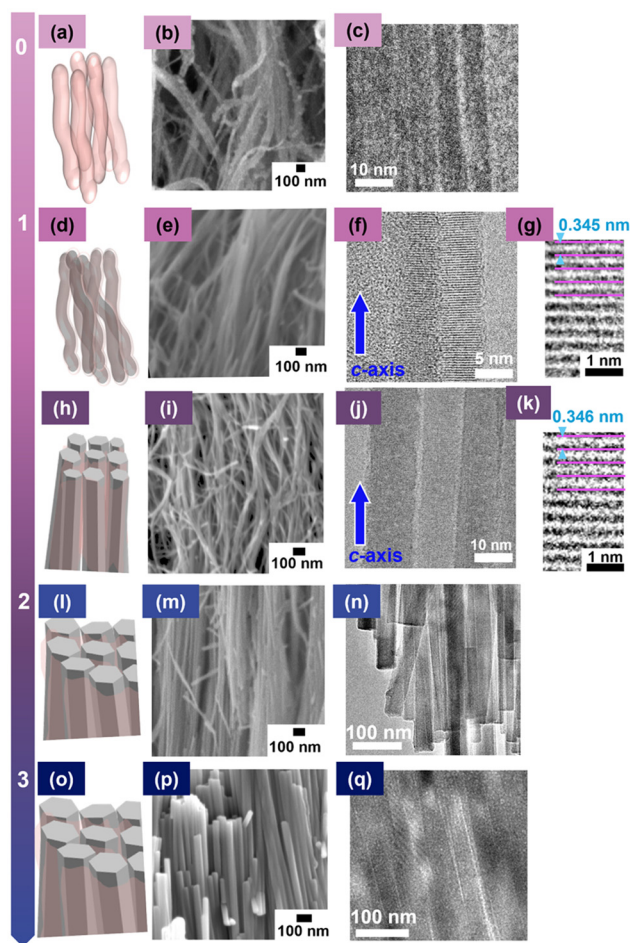 0
(a)
(b)
(c)
100 nm
10 nm
1
(d)
(e)
(f)
(g)
0.345 nm
c-axis
100 nm
5 nm
1 nm
(h)
(i)
(j)
(k)
0.346 nm
c-axis
100 nm
10 nm
1 nm
2
(l)
(m)
(n)
100 nm
100 nm
3
(o)
(p)
(q)
100 nm
100 nm